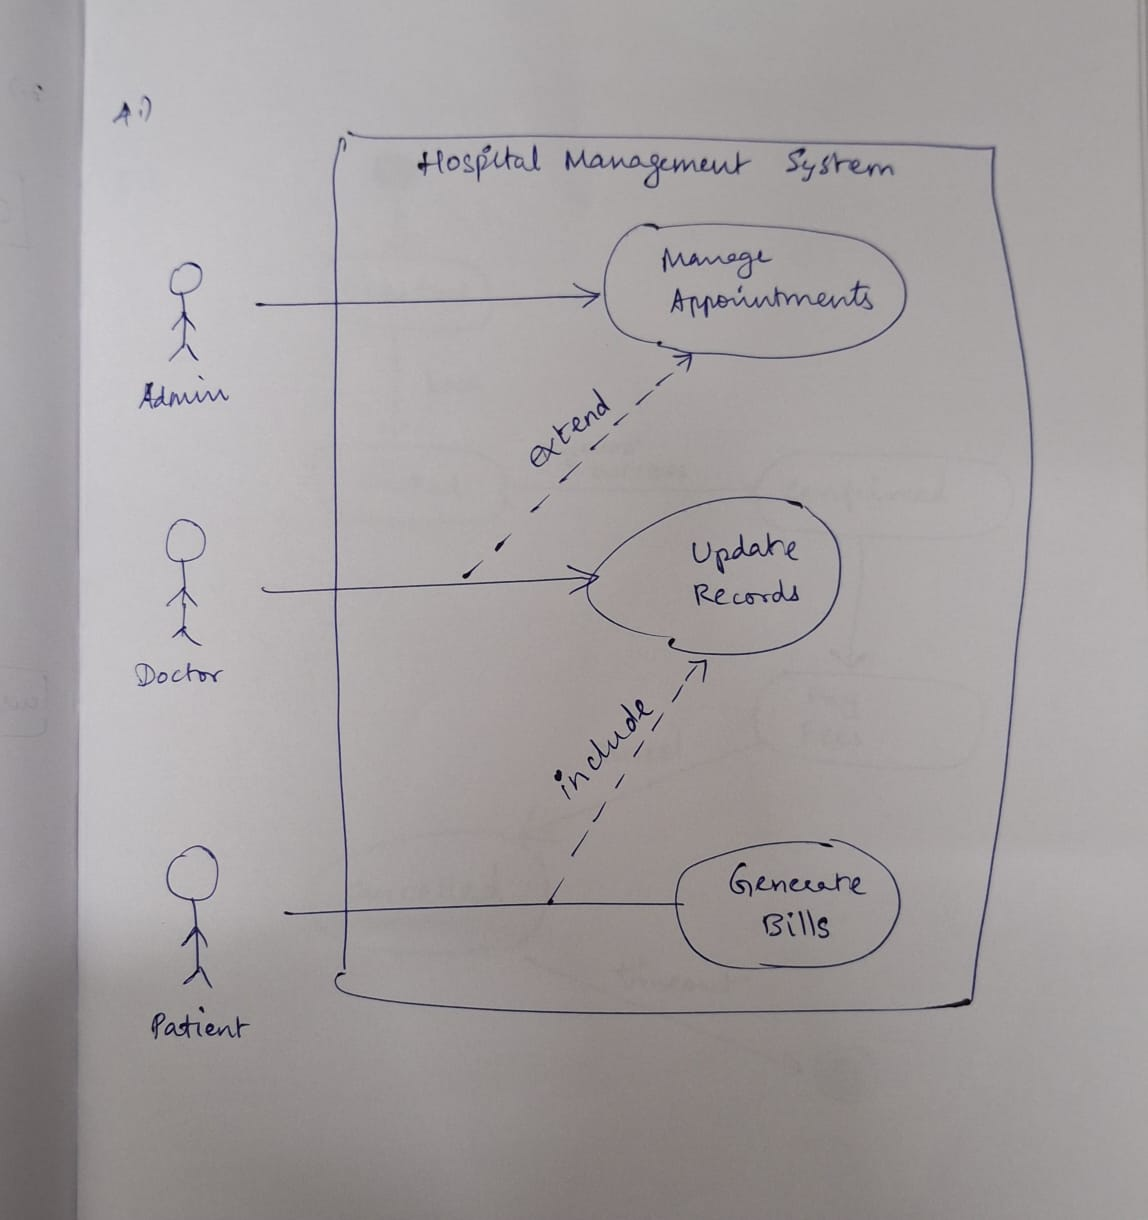 A.)
Hospital Management System
Manage
Appointments
Admin
extend
Update
Records
Doctor
include
Generate
Bills
Patient